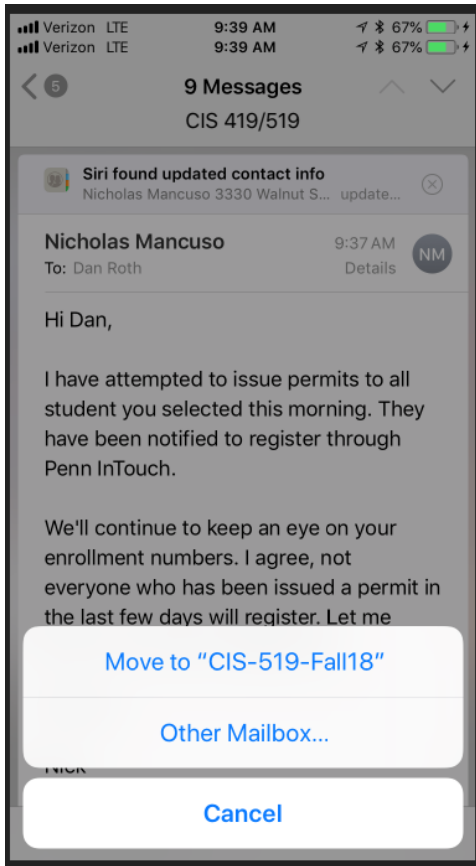 Verizon LTE 9:39 AM 67%
Verizon LTE 9:39 AM 67%
5 9 Messages
CIS 419/519
Siri found updated contact info
Nicholas Mancuso 3330 Walnut S... update...
Nicholas Mancuso 9:37 AM NM
To: Dan Roth Details
Hi Dan,
I have attempted to issue permits to all
student you selected this morning. They
have been notified to register through
Penn InTouch.
We'll continue to keep an eye on your
enrollment numbers. I agree, not
everyone who has been issued a permit in
the last few days will register. Let me
Move to “CIS-519-Fall18”
Other Mailbox...
Nick
Cancel